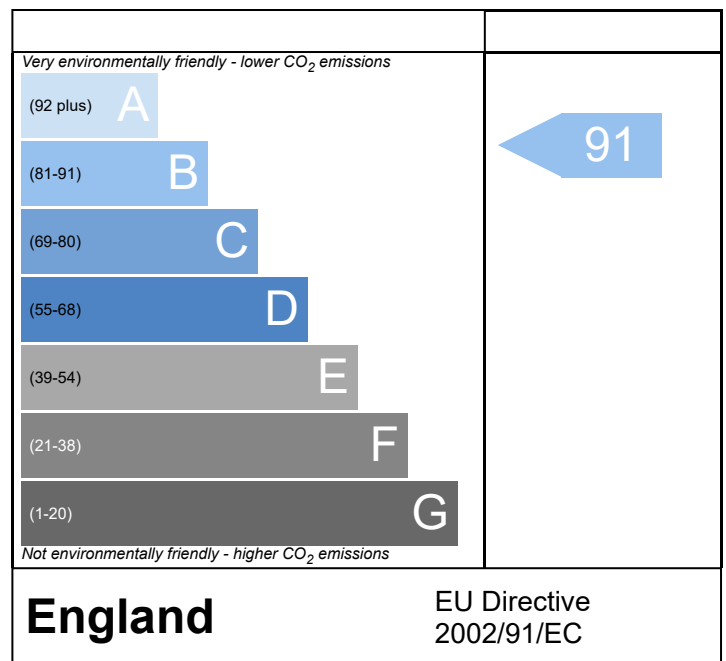 Very environmentally friendly - lower CO2 emissions
(92 plus) A
91
(81-91) B
(69-80) C
(55-68) D
(39-54) E
(21-38) F
(1-20) G
Not environmentally friendly - higher CO2 emissions
England
EU Directive
2002/91/EC